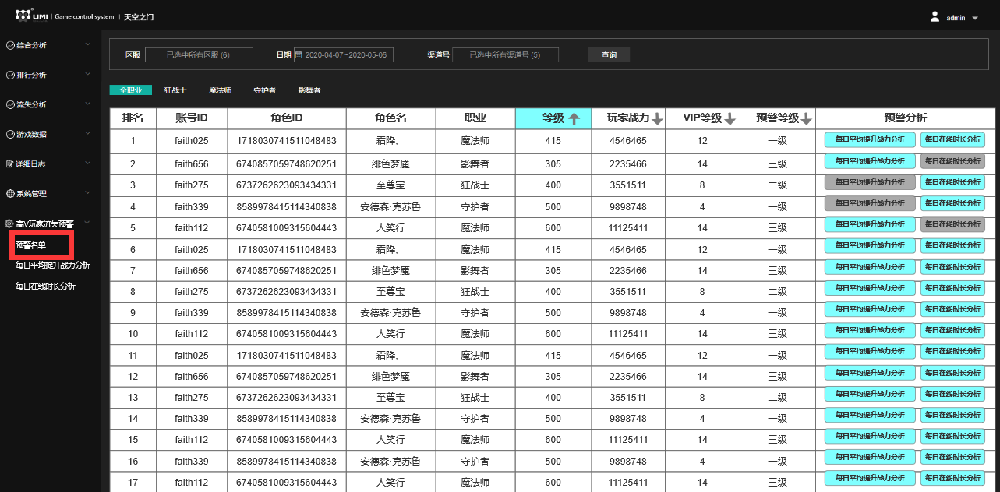 UMI | Game control system | 天空之门
admin
综合分析
排行分析
流失分析
游戏数据
详细日志
系统管理
高V玩家流失预警
预警名单
每日平均提升战力分析
每日在线时长分析
区服 已选中所有区服 (6) 日期 2020-04-07~2020-05-06 渠道号 已选中所有渠道号 (5) 查询
全职业 狂战士 魔法师 守护者 影舞者
排名 账号ID 角色ID 角色名 职业 等级 玩家战力 VIP等级 预警等级 预警分析
1 faith025 1718030741511048483 霜降、 魔法师 415 4546465 12 一级 每日平均提升战力分析 每日在线时长分析
2 faith656 6740857059748620251 绯色梦魇 影舞者 305 2235466 14 三级 每日平均提升战力分析 每日在线时长分析
3 faith275 6737262623093434331 至尊宝 狂战士 400 3551511 8 二级 每日平均提升战力分析 每日在线时长分析
4 faith339 8589978415114340838 安德森·克苏鲁 守护者 500 9898748 4 一级 每日平均提升战力分析 每日在线时长分析
5 faith112 6740581009315604443 人笑行 魔法师 600 11125411 14 三级 每日平均提升战力分析 每日在线时长分析
6 faith025 1718030741511048483 霜降、 魔法师 415 4546465 12 一级 每日平均提升战力分析 每日在线时长分析
7 faith656 6740857059748620251 绯色梦魇 影舞者 305 2235466 14 三级 每日平均提升战力分析 每日在线时长分析
8 faith275 6737262623093434331 至尊宝 狂战士 400 3551511 8 二级 每日平均提升战力分析 每日在线时长分析
9 faith339 8589978415114340838 安德森·克苏鲁 守护者 500 9898748 4 一级 每日平均提升战力分析 每日在线时长分析
10 faith112 6740581009315604443 人笑行 魔法师 600 11125411 14 三级 每日平均提升战力分析 每日在线时长分析
11 faith025 1718030741511048483 霜降、 魔法师 415 4546465 12 一级 每日平均提升战力分析 每日在线时长分析
12 faith656 6740857059748620251 绯色梦魇 影舞者 305 2235466 14 三级 每日平均提升战力分析 每日在线时长分析
13 faith275 6737262623093434331 至尊宝 狂战士 400 3551511 8 二级 每日平均提升战力分析 每日在线时长分析
14 faith339 8589978415114340838 安德森·克苏鲁 守护者 500 9898748 4 一级 每日平均提升战力分析 每日在线时长分析
15 faith112 6740581009315604443 人笑行 魔法师 600 11125411 14 三级 每日平均提升战力分析 每日在线时长分析
16 faith339 8589978415114340838 安德森·克苏鲁 守护者 500 9898748 4 一级 每日平均提升战力分析 每日在线时长分析
17 faith112 6740581009315604443 人笑行 魔法师 600 11125411 14 三级 每日平均提升战力分析 每日在线时长分析